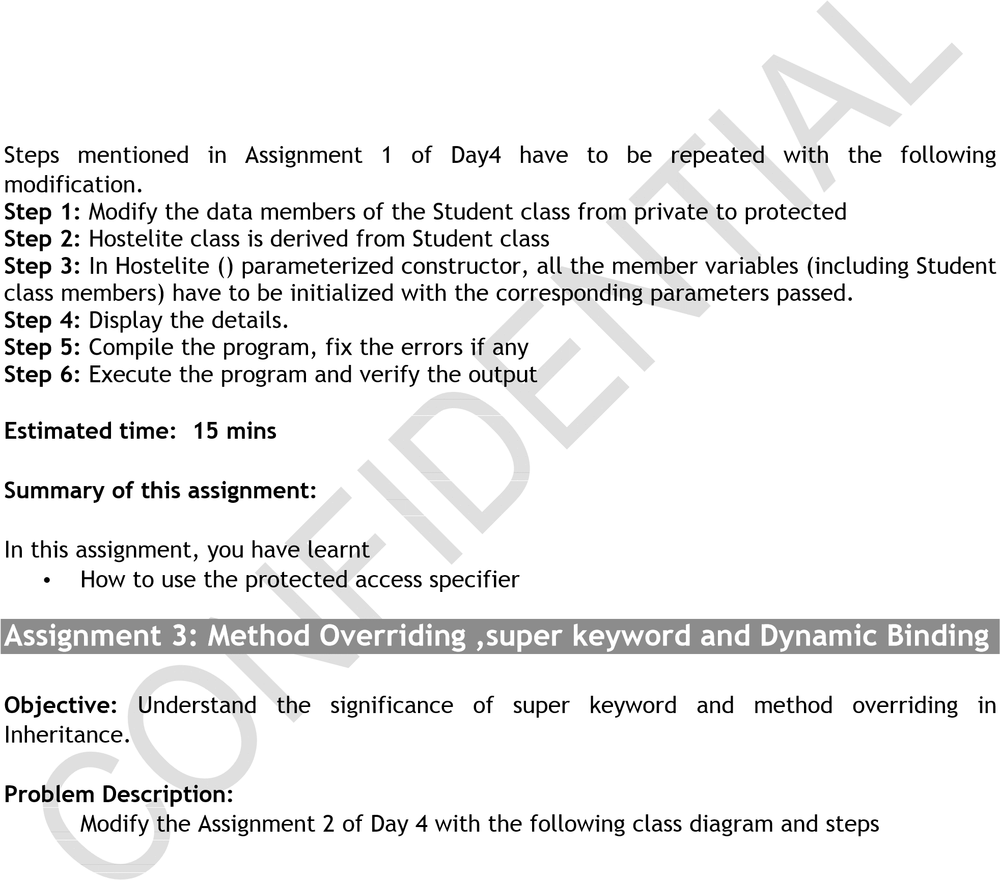 Steps mentioned in Assignment 1 of Day4 have to be repeated with the following
modification.
Step 1: Modify the data members of the Student class from private to protected
Step 2: Hostelite class is derived from Student class
Step 3: In Hostelite () parameterized constructor, all the member variables (including Student
class members) have to be initialized with the corresponding parameters passed.
Step 4: Display the details.
Step 5: Compile the program, fix the errors if any
Step 6: Execute the program and verify the output
Estimated time: 15 mins
Summary of this assignment:
In this assignment, you have learnt
• How to use the protected access specifier
Assignment 3: Method Overriding ,super keyword and Dynamic Binding
Objective: Understand the significance of super keyword and method overriding in
Inheritance.
Problem Description:
Modify the Assignment 2 of Day 4 with the following class diagram and steps
CONFIDENTIAL